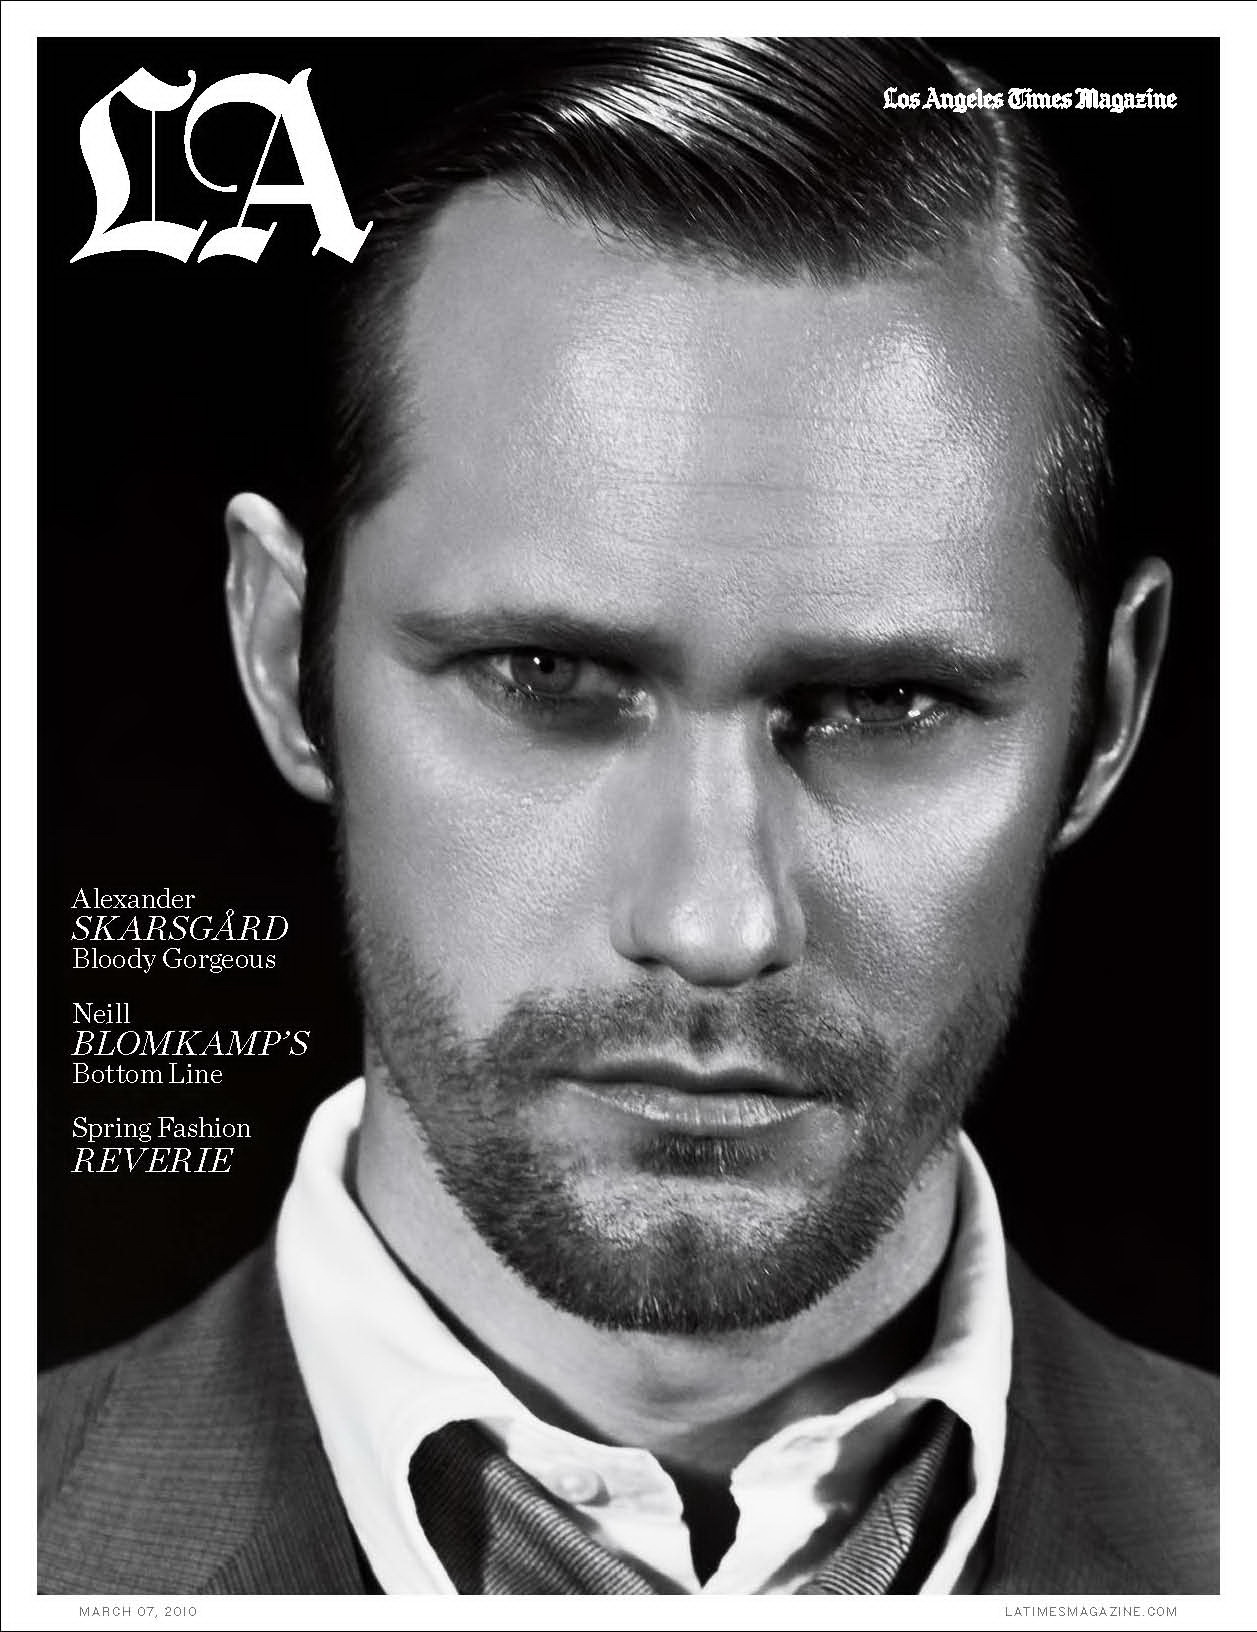 LA
Los Angeles Times Magazine
Alexander
SKARSGÅRD
Bloody Gorgeous
Neill
BLOMKAMP’S
Bottom Line
Spring Fashion
REVERIE
MARCH 07, 2010
LATIMESMAGAZINE.COM